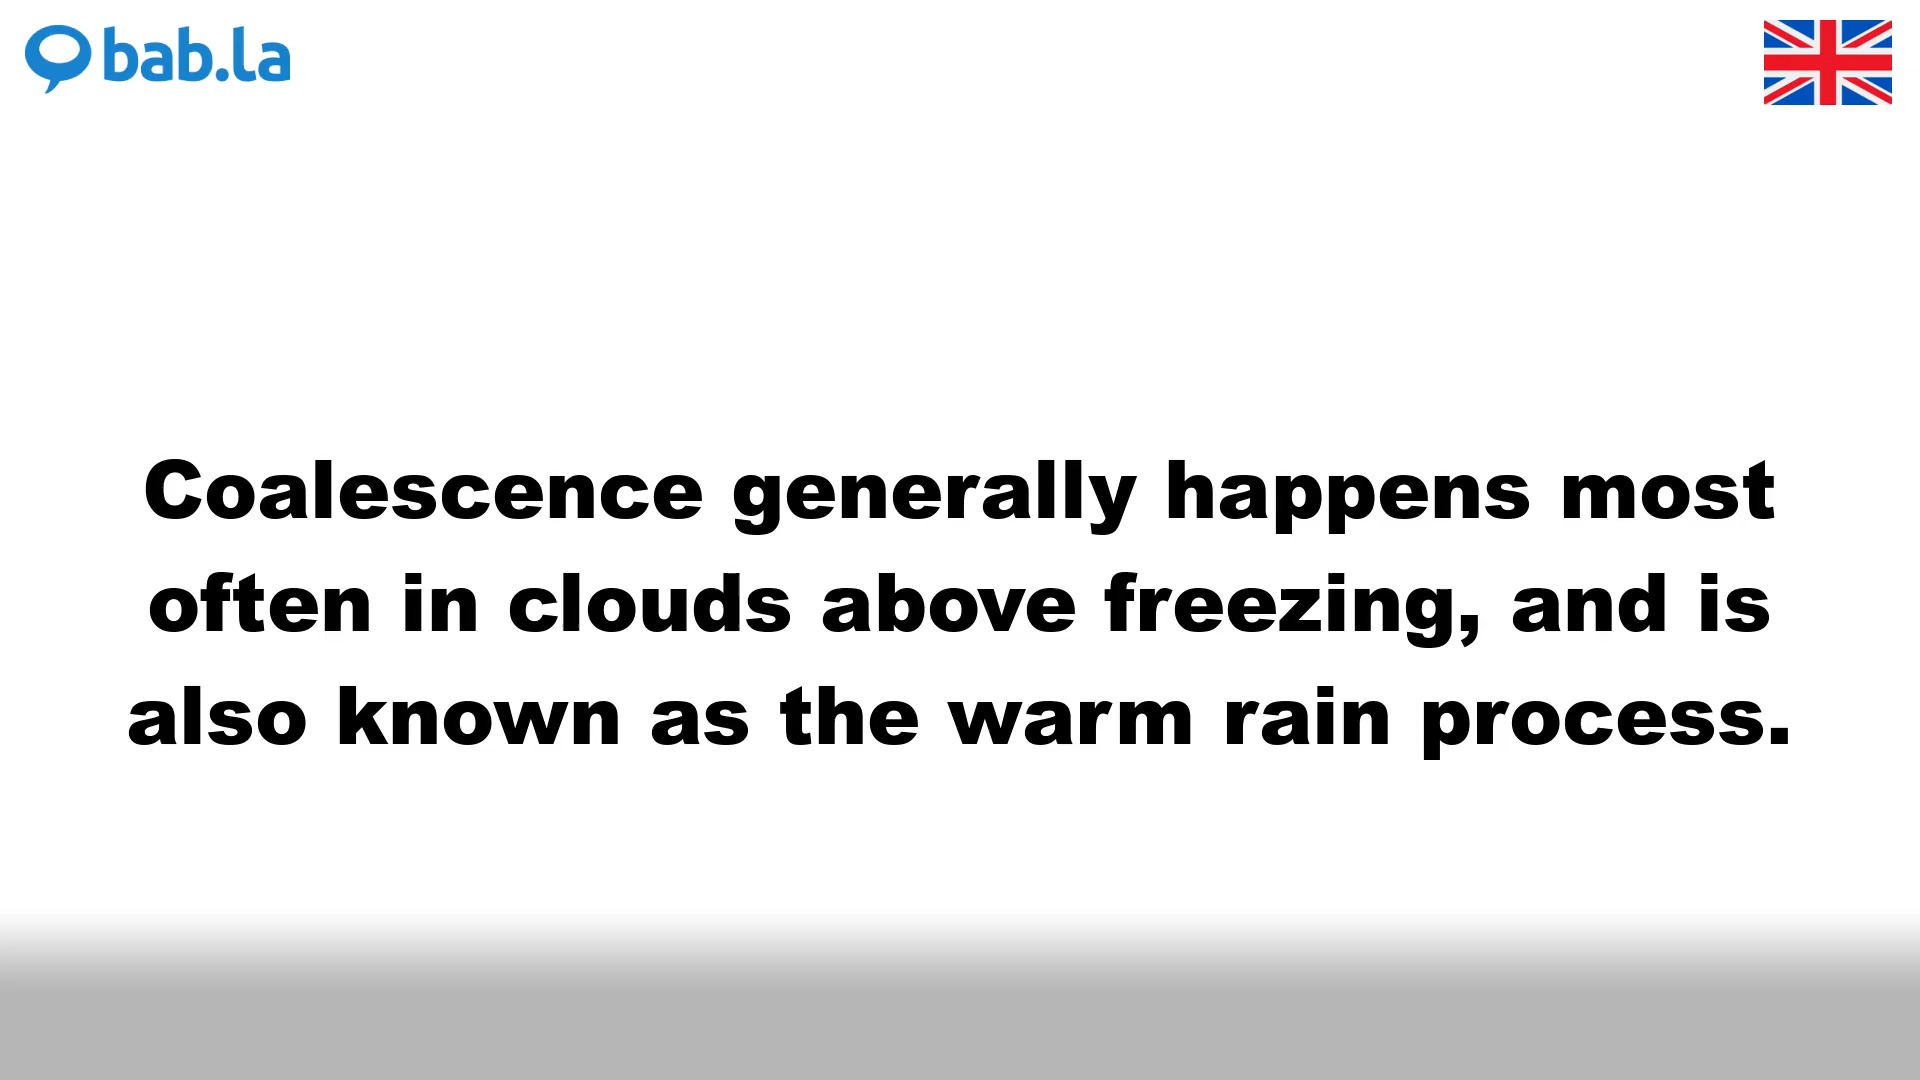 bab.la
Coalescence generally happens most
often in clouds above freezing, and is
also known as the warm rain process.